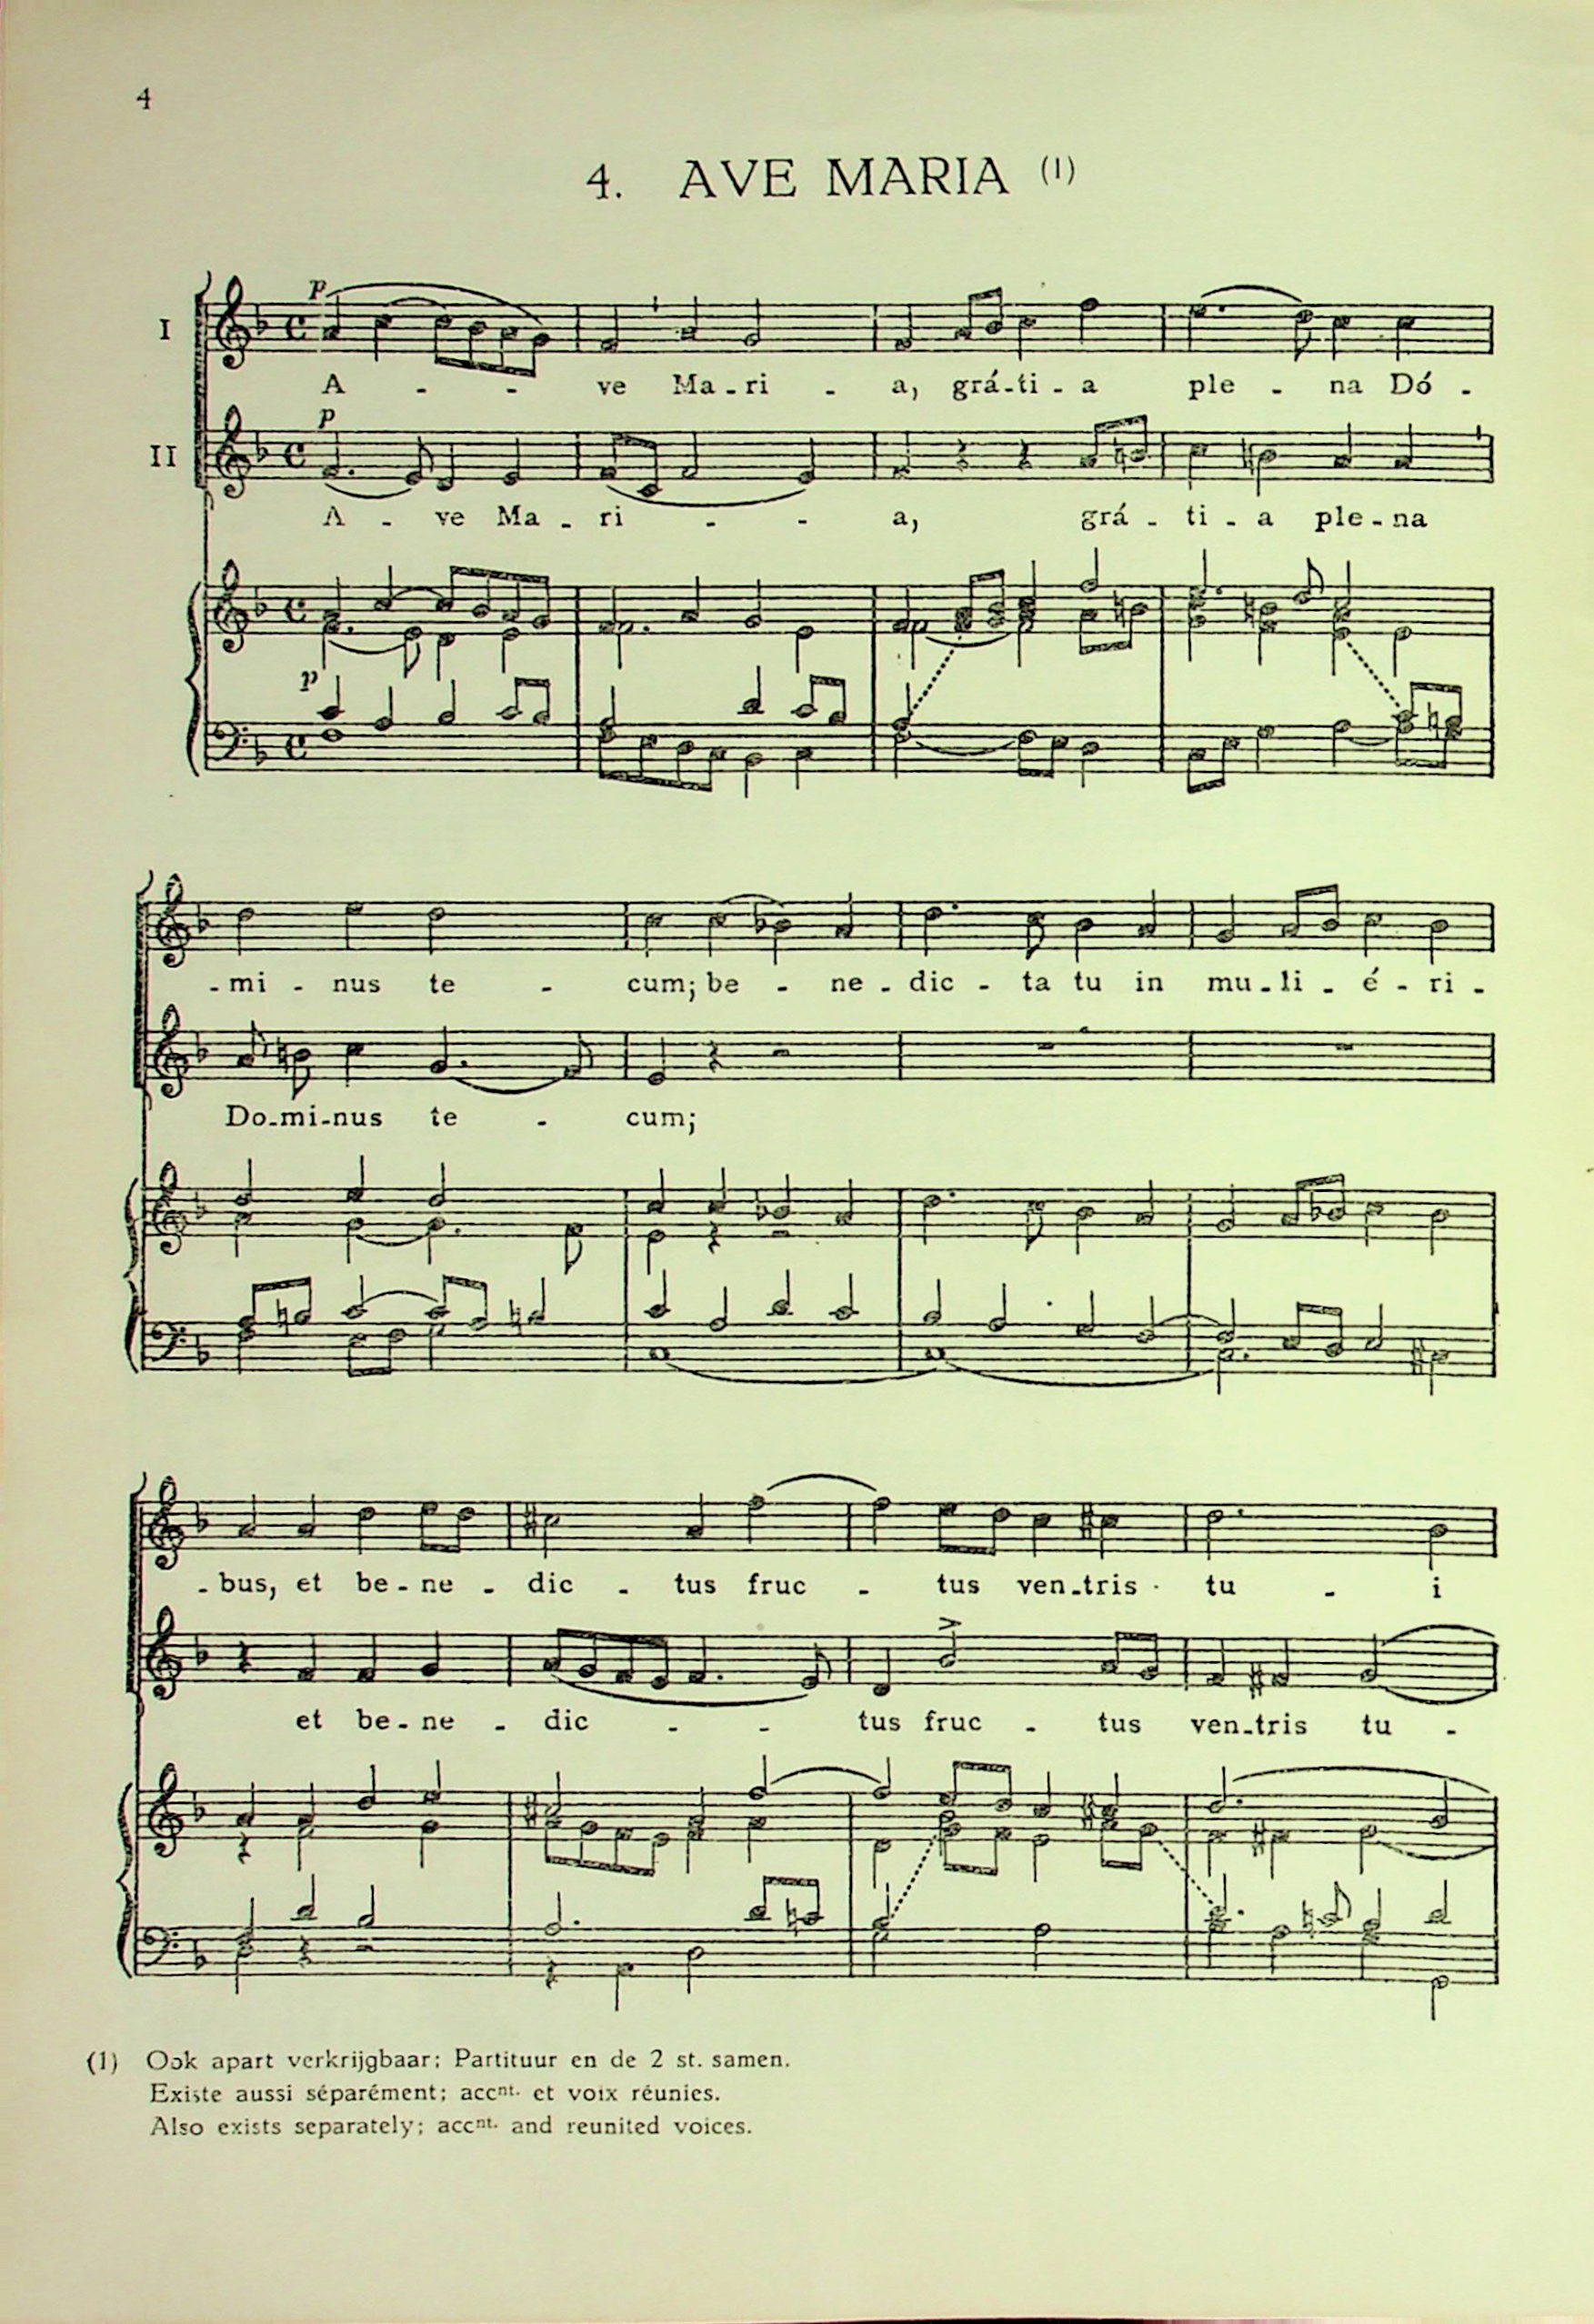 4
4. AVE MARIA (1)
p
I
A - - - ve Ma - ri - a, grá - ti - a ple - na Dó -
p
II
A - ve Ma - ri - - a, grá - ti - a ple - na
p
- mi - nus te - cum; be - ne - dic - ta tu in mu - li - é - ri -
Do - mi - nus te - cum;
- bus, et be - ne - dic - tus fruc - tus ven - tris tu - i
et be - ne - dic - - tus fruc - tus ven - tris tu -
(1) Ook apart verkrijgbaar; Partituur en de 2 st. samen.
Existe aussi séparément; accnt. et voix réunies.
Also exists separately; accnt. and reunited voices.